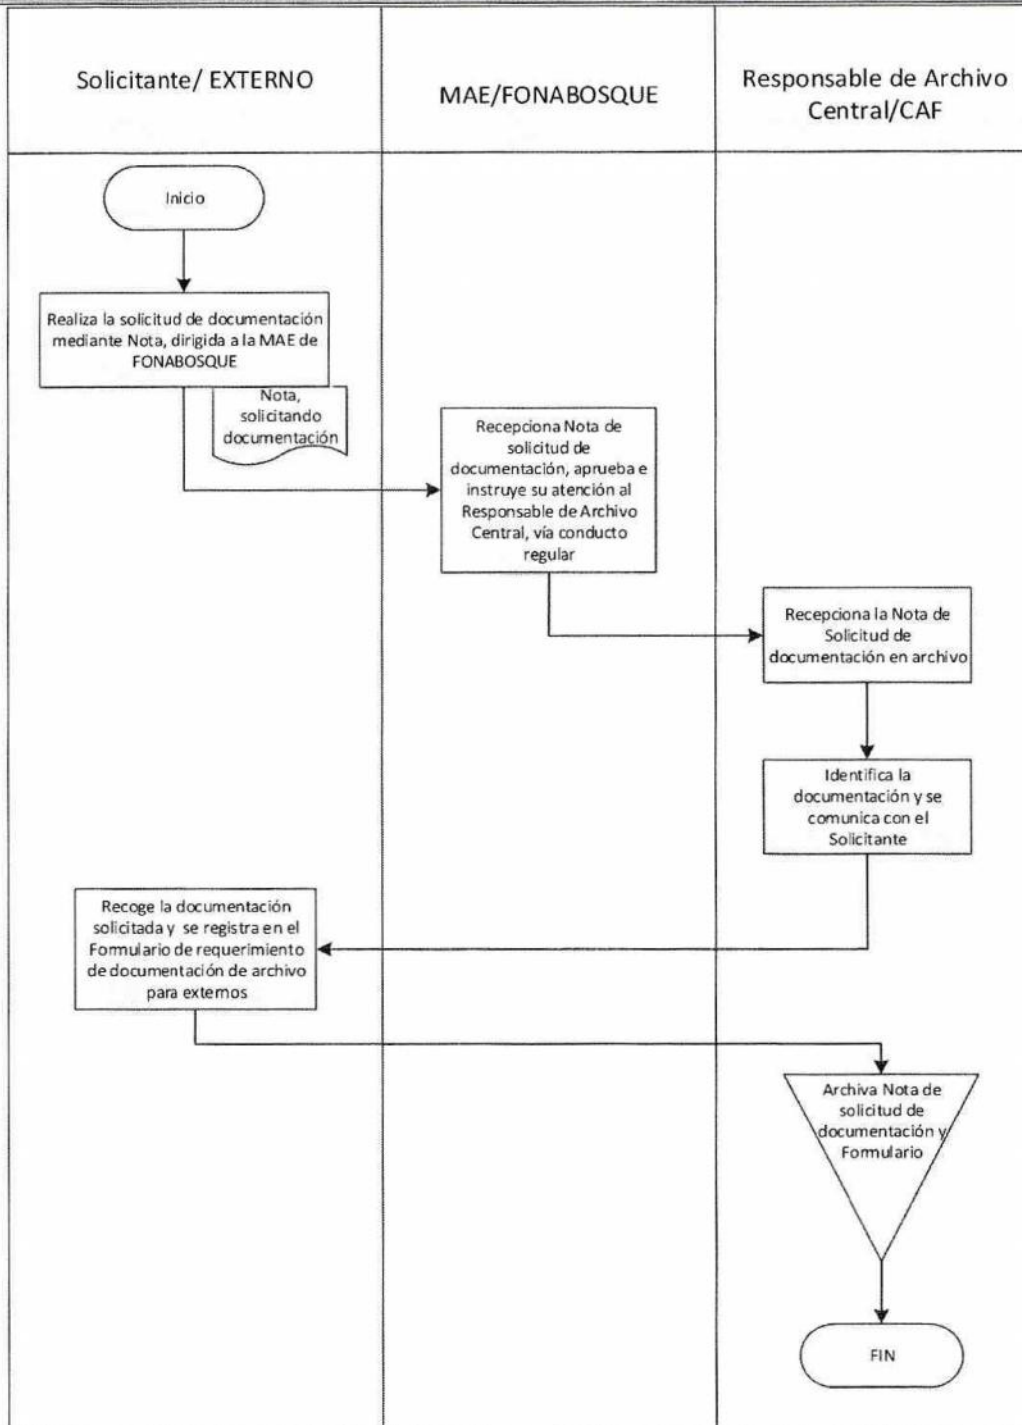 Solicitante/ EXTERNO
MAE/FONABOSQUE
Responsable de Archivo
Central/CAF
Inicio
Realiza la solicitud de documentación
mediante Nota, dirigida a la MAE de
FONABOSQUE
Nota,
solicitando
documentación
Recepciona Nota de
solicitud de
documentación, aprueba e
instruye su atención al
Responsable de Archivo
Central, vía conducto
regular
Recepciona la Nota de
Solicitud de
documentación en archivo
Identifica la
documentación y se
comunica con el
Solicitante
Recoge la documentación
solicitada y se registra en el
Formulario de requerimiento
de documentación de archivo
para externos
Archiva Nota de
solicitud de
documentación y
Formulario
FIN